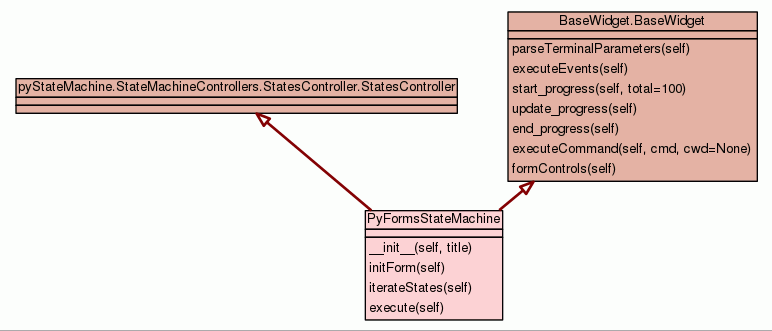 BaseWidget.BaseWidget
parseTerminalParameters(self)
executeEvents(self)
start_progress(self, total=100)
update_progress(self)
end_progress(self)
executeCommand(self, cmd, cwd=None)
formControls(self)
pyStateMachine.StateMachineControllers.StatesController.StatesController
PyFormsStateMachine
__init__(self, title)
initForm(self)
iterateStates(self)
execute(self)